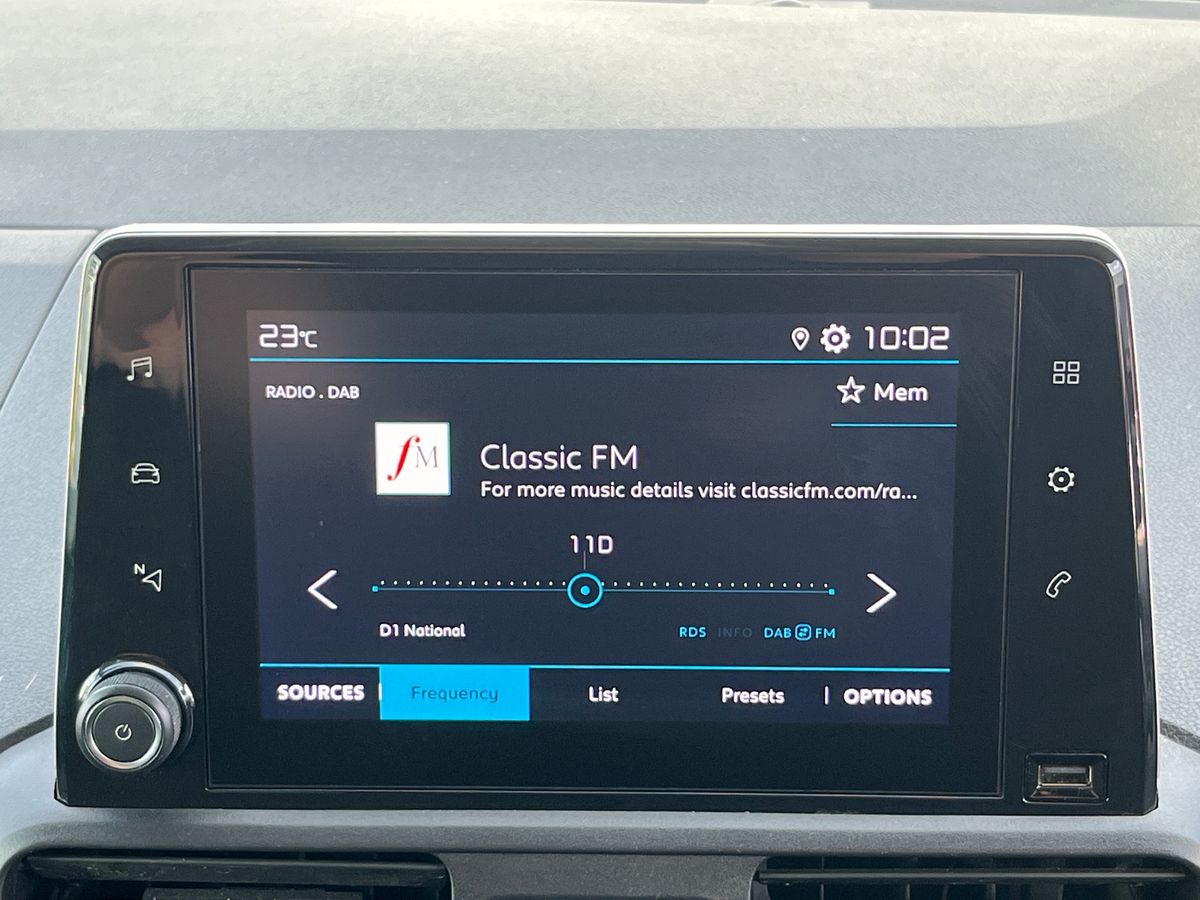 23°C 10:02
RADIO . DAB
Mem
fM
Classic FM
For more music details visit classicfm.com/ra...
11D
N
D1 National RDS INFO DAB FM
SOURCES Frequency List Presets OPTIONS